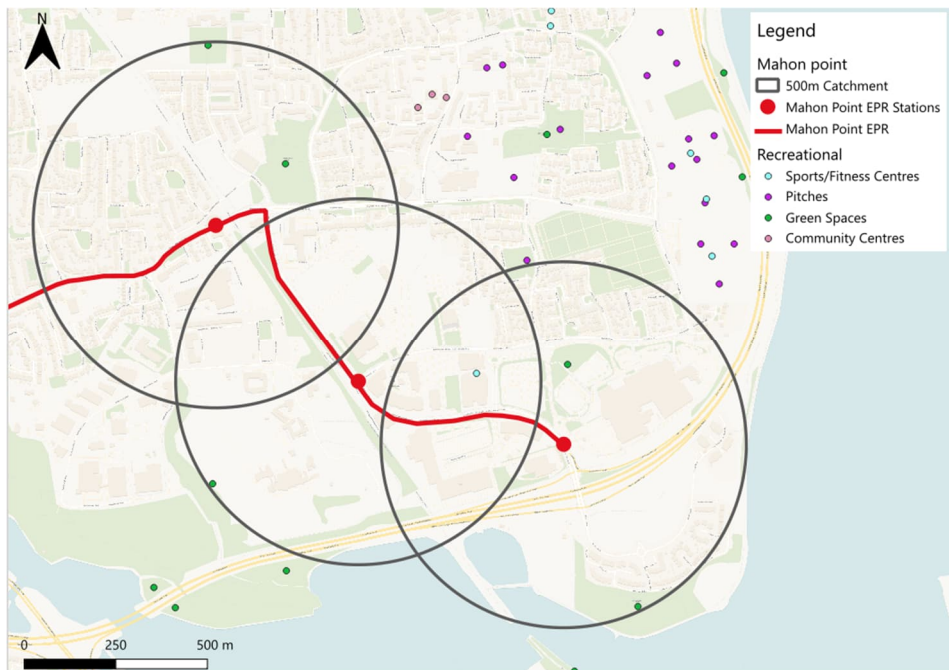 N
Legend
Mahon point
500m Catchment
Mahon Point EPR Stations
Mahon Point EPR
Recreational
Sports/Fitness Centres
Pitches
Green Spaces
Community Centres
0 250 500 m